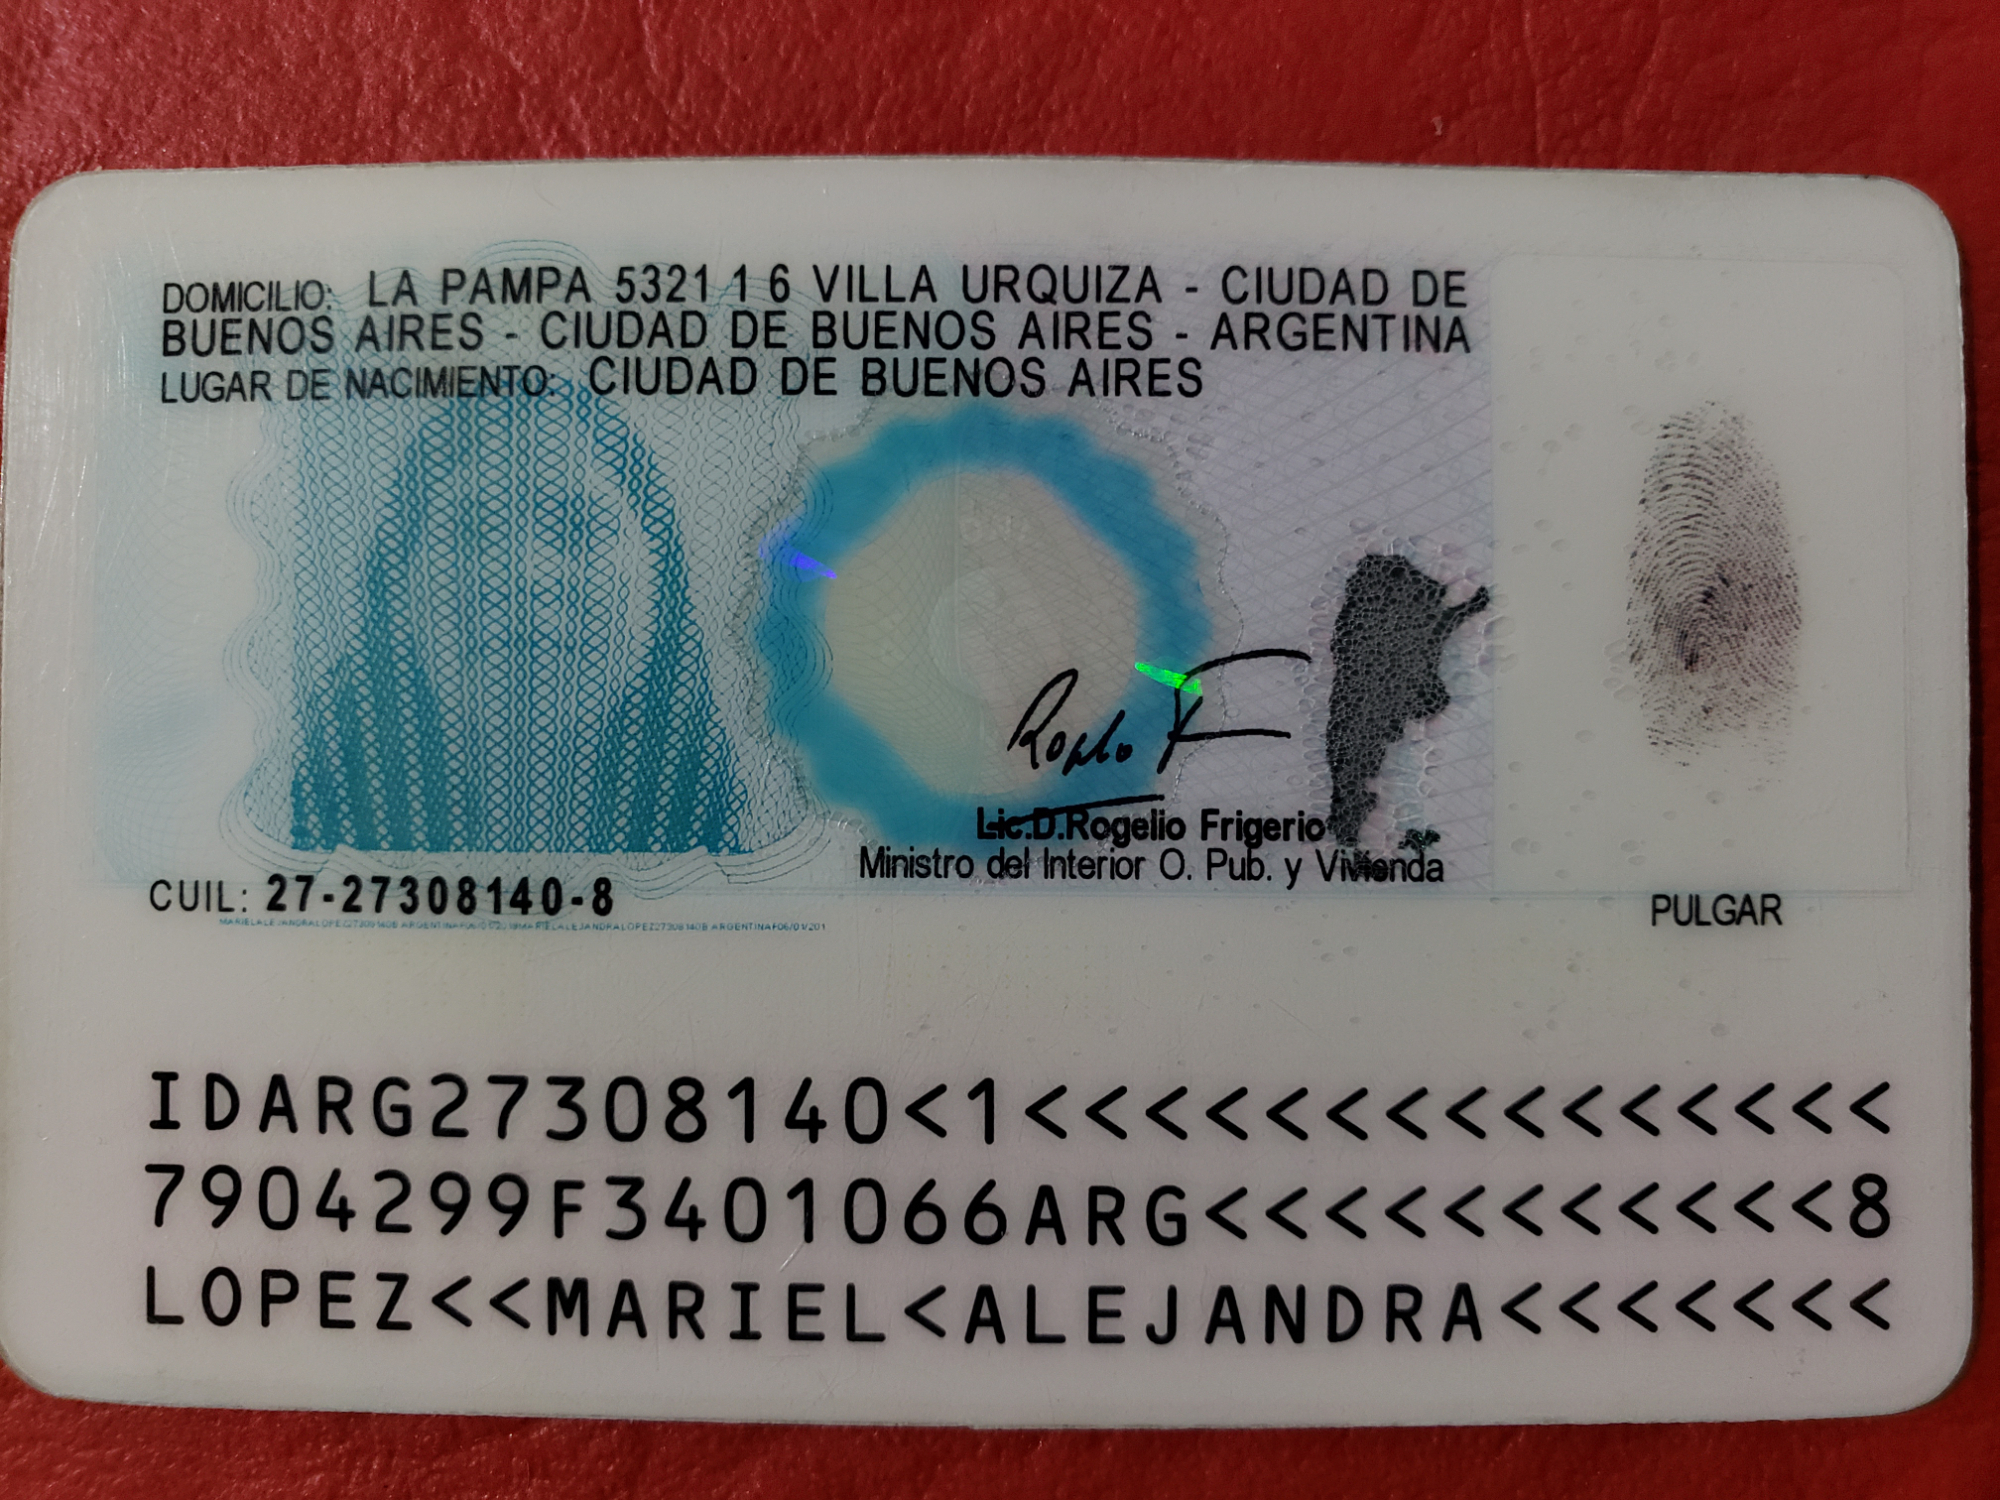 DOMICILIO: LA PAMPA 5321 1 6 VILLA URQUIZA - CIUDAD DE
BUENOS AIRES - CIUDAD DE BUENOS AIRES - ARGENTINA
LUGAR DE NACIMIENTO: CIUDAD DE BUENOS AIRES
Lic.D.Rogelio Frigerio
Ministro del Interior O. Pub. y Vivienda
CUIL: 27-27308140-8
PULGAR
IDARG27308140<1<<<<<<<<<<<<<<<
7904299F3401066ARG<<<<<<<<<<<8
LOPEZ<<MARIEL<ALEJANDRA<<<<<<<